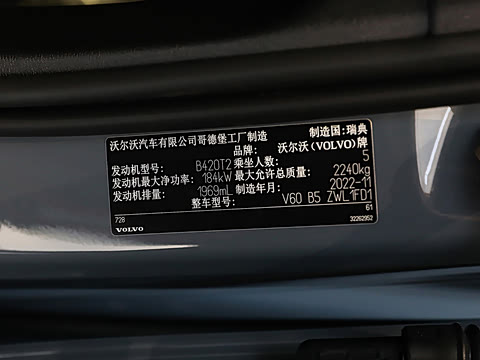 沃尔沃汽车有限公司哥德堡工厂制造 制造国:瑞典
品牌: 沃尔沃(VOLVO)牌
发动机型号: B420T2 乘坐人数: 5
发动机最大净功率: 184kW 最大允许总质量: 2240kg
发动机排量: 1969mL 制造年月: 2022-11
整车型号: V60 B5 ZWL1FD1
61
728 32262952
VOLVO